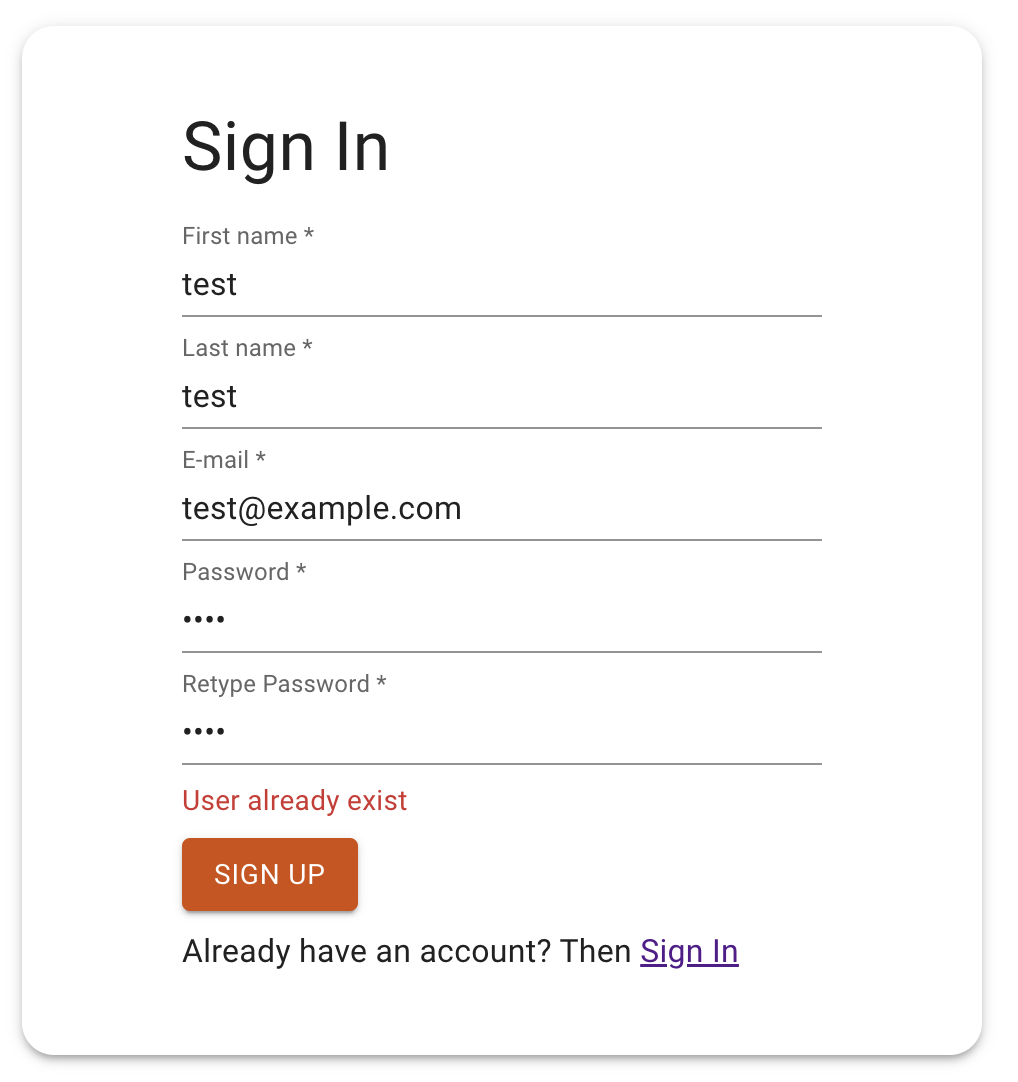 Sign In
First name *
test
Last name *
test
E-mail *
test@example.com
Password *
••••
Retype Password *
••••
User already exist
SIGN UP
Already have an account? Then Sign In